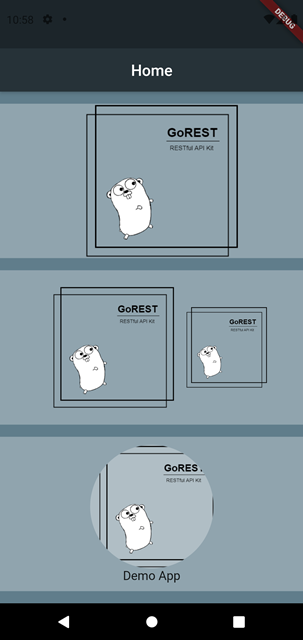 10:58
DEBUG
Home
GoREST
RESTful API Kit
GoREST
RESTful API Kit
GoREST
RESTful API Kit
GoRES
RESTful API Kit
Demo App